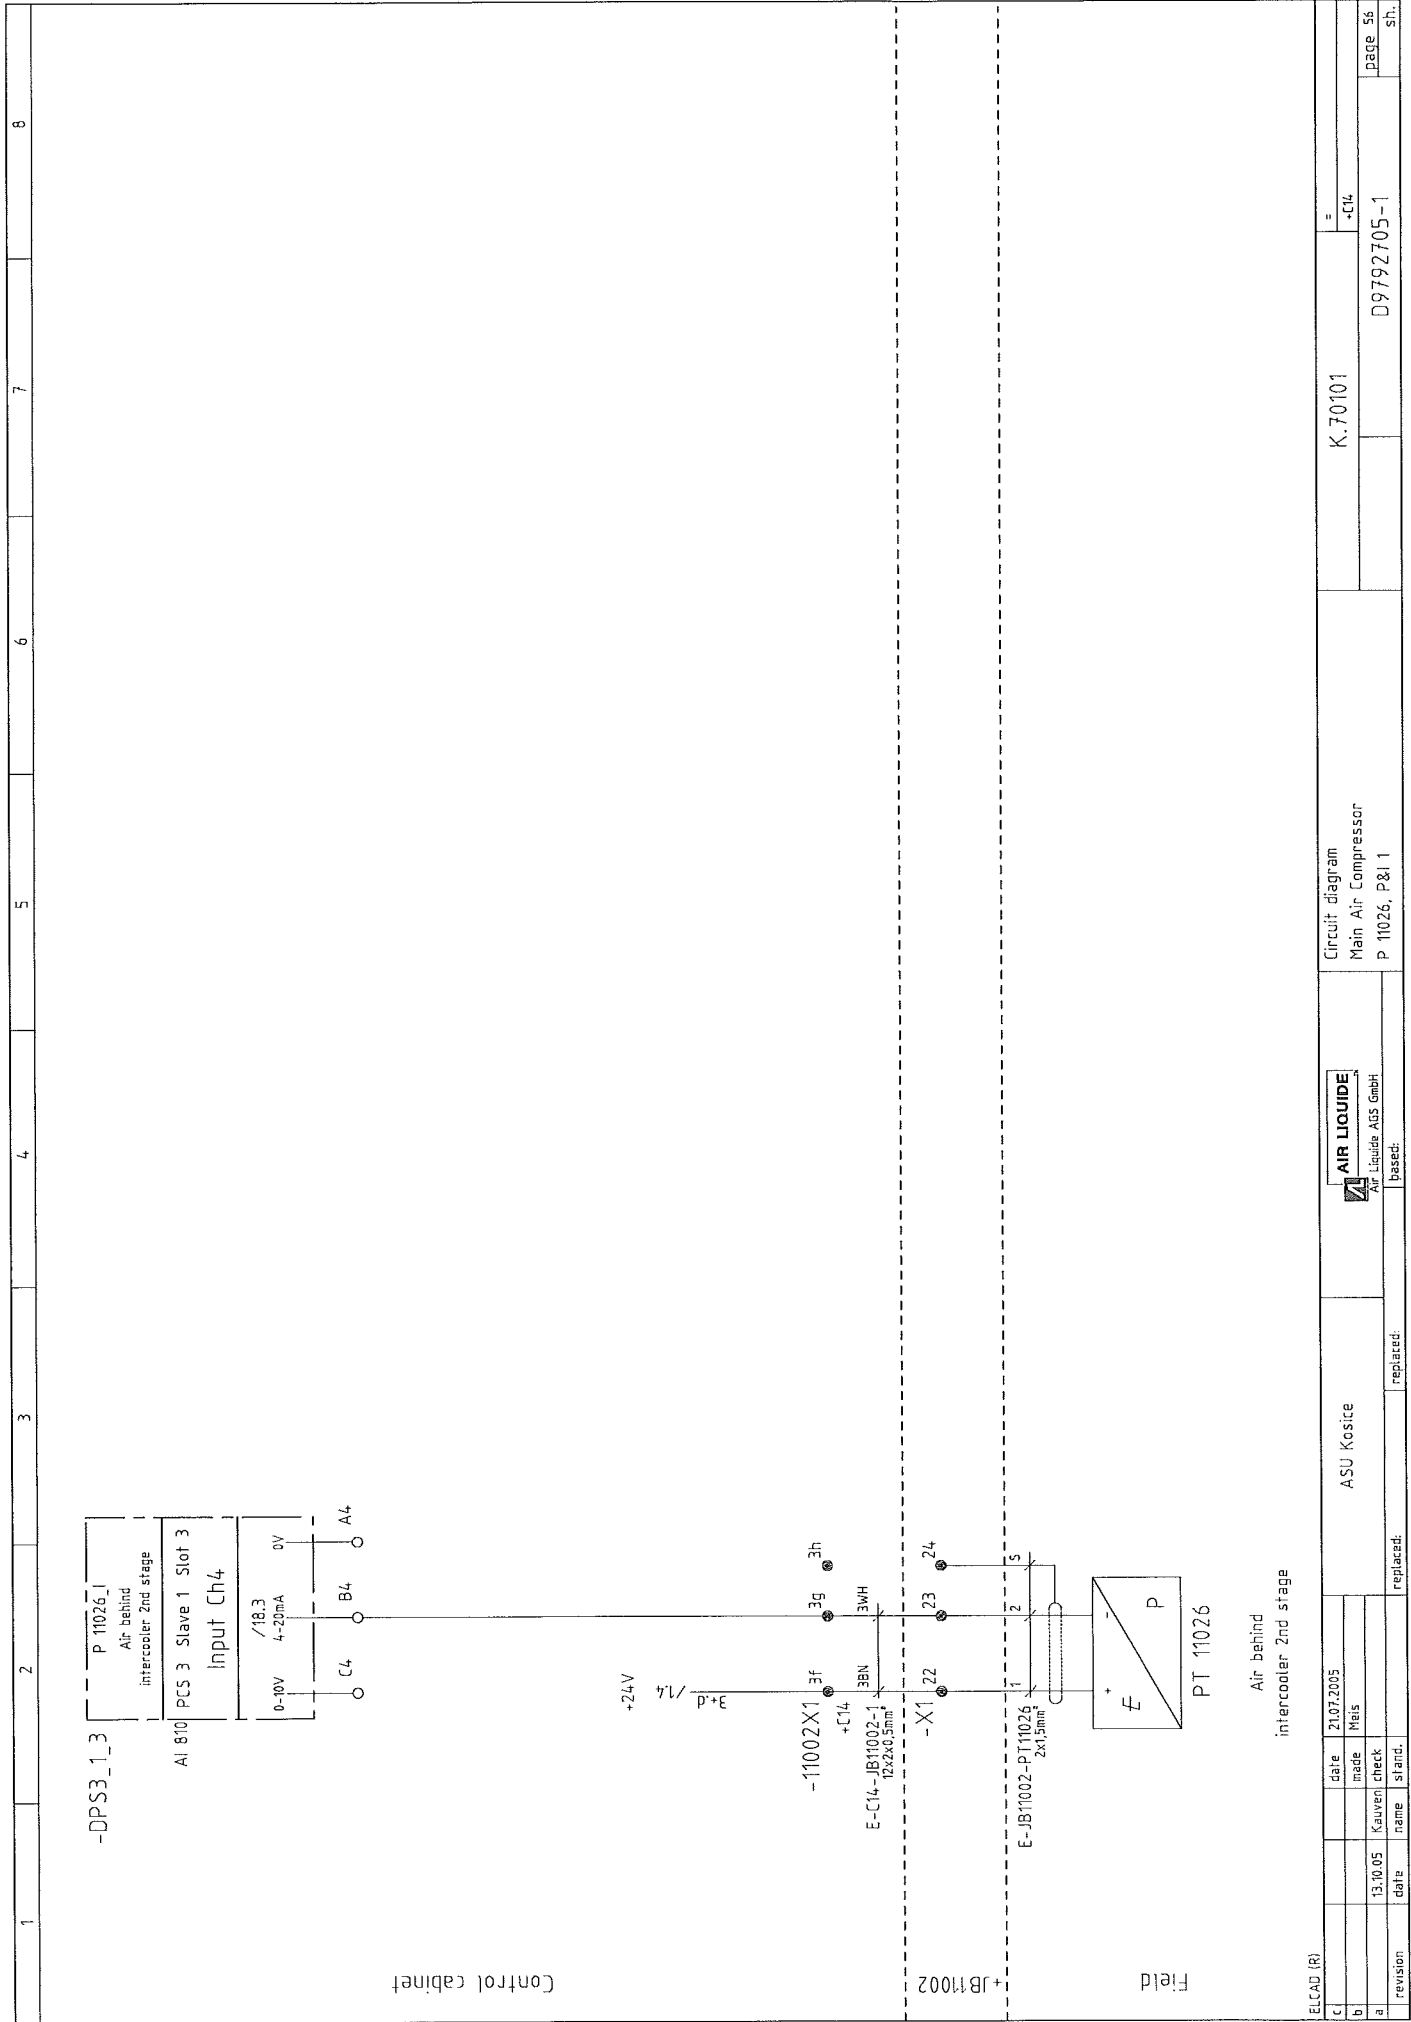 1 2 3 4 5 6 7 8
-DPS3_1_3
P 11026_I
Air behind
intercooler 2nd stage
AI 810
PCS 3 Slave 1 Slot 3
Input Ch4
/18.3
0-10V 4-20mA 0V
C4 B4 A4
Control cabinet
+24V
/1.4
3+.d
-11002X1 3f 3g 3h
+C14
3BN 3WH
E-C14-JB11002-1
12x2x0,5mm²
+JB11002
-X1 22 23 24
1 2 S
E-JB11002-PT11026
2x1,5mm²
Field
+ -
E P
PT 11026
Air behind
intercooler 2nd stage
ELCAD (R)
c date 21.07.2005
b made Meis
a 13.10.05 Kauven check
revision date name stand.
ASU Kosice
replaced: replaced: based:
AIR LIQUIDE
Air Liquide AGS GmbH
Circuit diagram
Main Air Compressor
P 11026, P&I 1
K.70101
=
+C14
D9792705-1
page 56
sh.